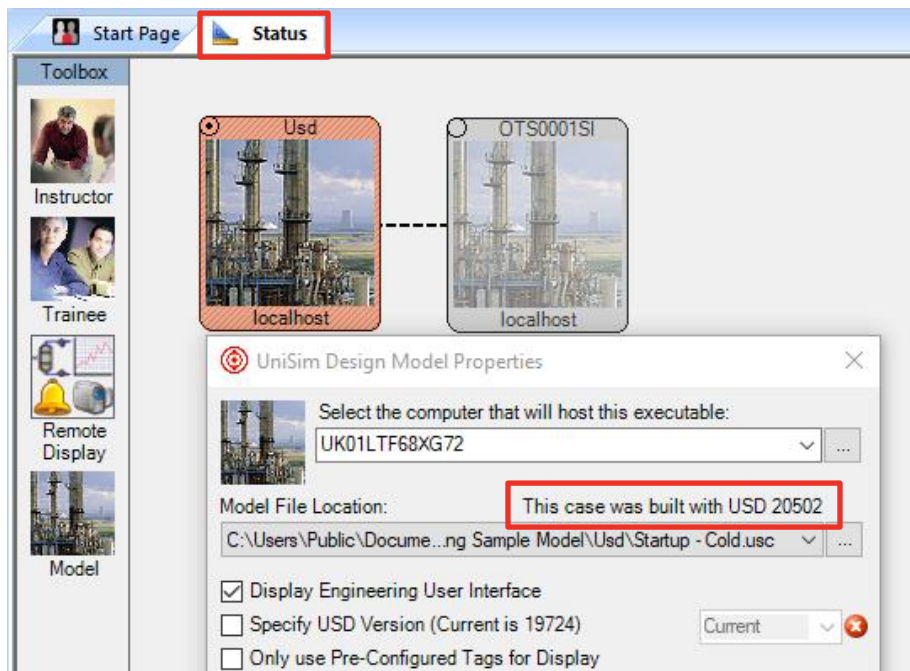 Start Page
Status
Toolbox
Instructor
Trainee
Remote
Display
Model
Usd
localhost
OTS0001SI
localhost
UniSim Design Model Properties
Select the computer that will host this executable:
UK01LTF68XG72
...
Model File Location:
This case was built with USD 20502
C:\Users\Public\Docume...ng Sample Model\Usd\Startup - Cold.usc
...
Display Engineering User Interface
Specify USD Version (Current is 19724)
Current
Only use Pre-Configured Tags for Display